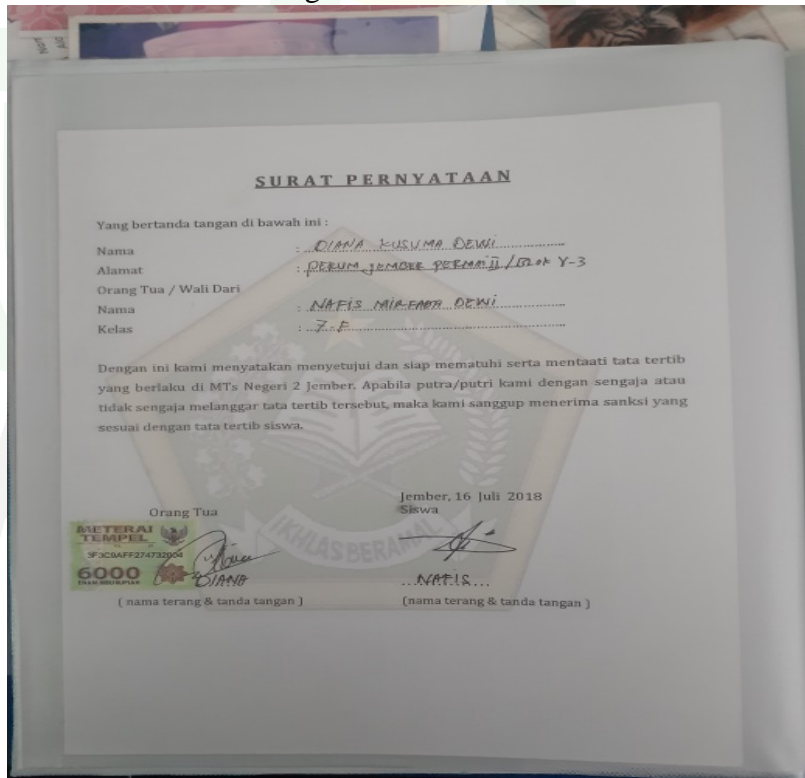 SURAT PERNYATAAN
Yang bertanda tangan di bawah ini :
Nama : DIANA KUSUMA DEWI
Alamat : PERUM JEMBER PERMAI II / BLOK Y-3
Orang Tua / Wali Dari
Nama : NAFIS MIRFADA DEWI
Kelas : 7-F
Dengan ini kami menyatakan menyetujui dan siap mematuhi serta mentaati tata tertib
yang berlaku di MTs Negeri 2 Jember. Apabila putra/putri kami dengan sengaja atau
tidak sengaja melanggar tata tertib tersebut, maka kami sanggup menerima sanksi yang
sesuai dengan tata tertib siswa.
Jember, 16 Juli 2018
Orang Tua
Siswa
METERAI
TEMPEL
6000
ENAM RIBU RUPIAH
DIANA
NAFIS
( nama terang & tanda tangan )
(nama terang & tanda tangan )
IKHLAS BERAMAL